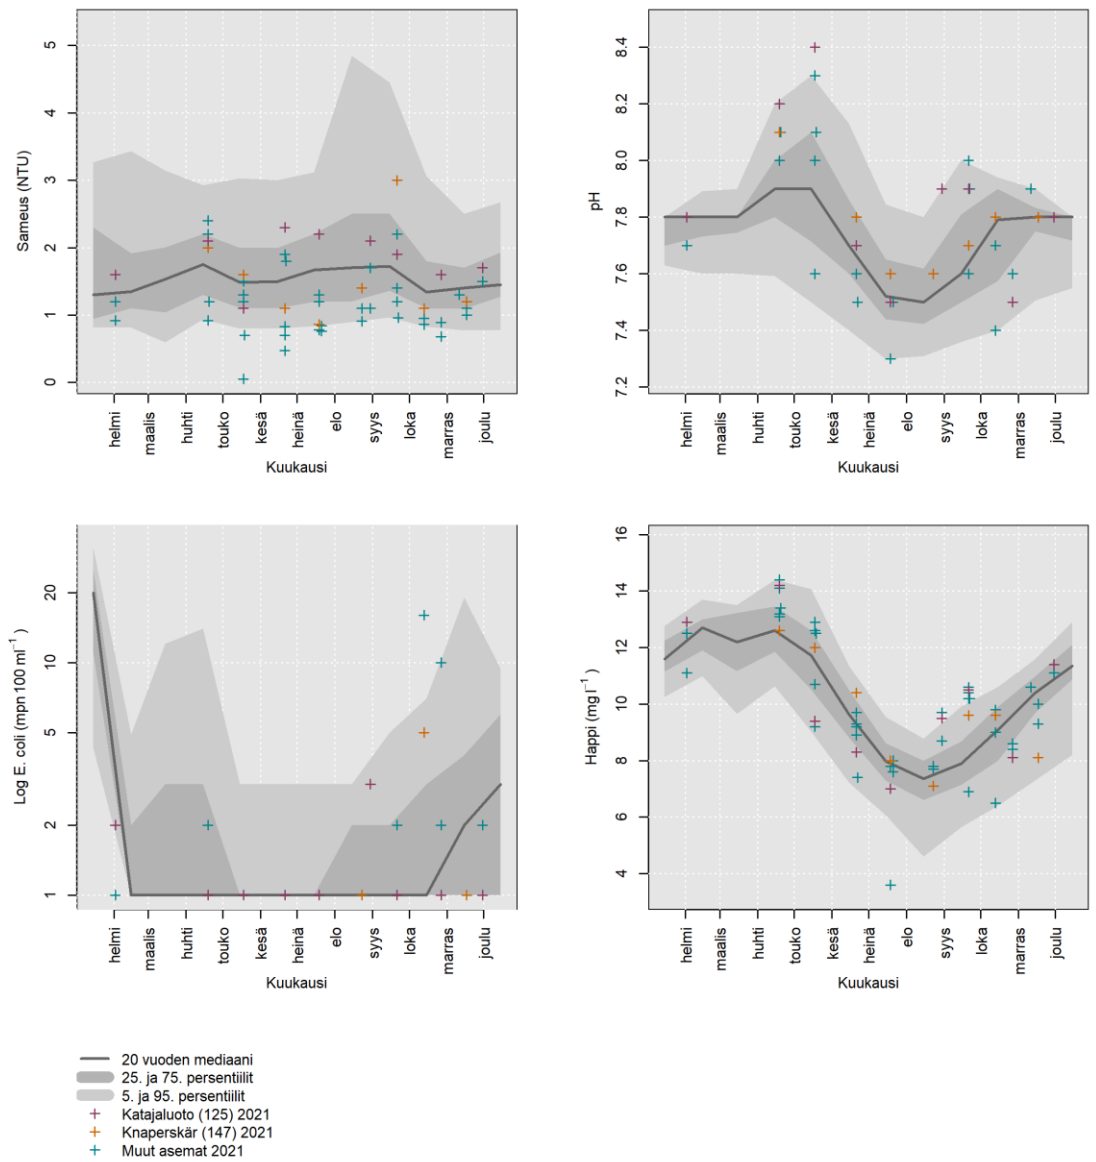 Sameus (NTU)
5
4
3
2
1
0
helmi
maalis
huhti
touko
kesä
heinä
elo
syys
loka
marras
joulu
Kuukausi
pH
8.4
8.2
8.0
7.8
7.6
7.4
7.2
helmi
maalis
huhti
touko
kesä
heinä
elo
syys
loka
marras
joulu
Kuukausi
Log E. coli (mpn 100 ml⁻¹ )
20
10
5
2
1
helmi
maalis
huhti
touko
kesä
heinä
elo
syys
loka
marras
joulu
Kuukausi
Happi (mg l⁻¹)
16
14
12
10
8
6
4
helmi
maalis
huhti
touko
kesä
heinä
elo
syys
loka
marras
joulu
Kuukausi
20 vuoden mediaani
25. ja 75. persentiilit
5. ja 95. persentiilit
Katajaluoto (125) 2021
Knaperskär (147) 2021
Muut asemat 2021